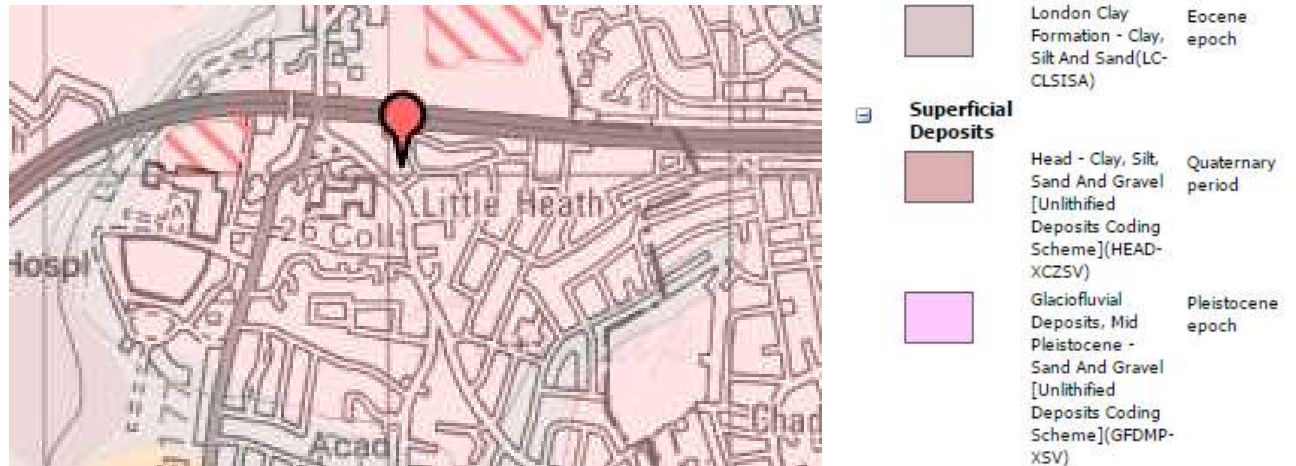 Little Heath
26 Coll
Hospl
Acad
Chad
London Clay
Formation - Clay,
Silt And Sand(LC-
CLSISA)
Eocene
epoch
Superficial
Deposits
Head - Clay, Silt,
Sand And Gravel
[Unlithified
Deposits Coding
Scheme](HEAD-
XCZSV)
Quaternary
period
Glaciofluvial
Deposits, Mid
Pleistocene -
Sand And Gravel
[Unlithified
Deposits Coding
Scheme](GFDMP-
XSV)
Pleistocene
epoch